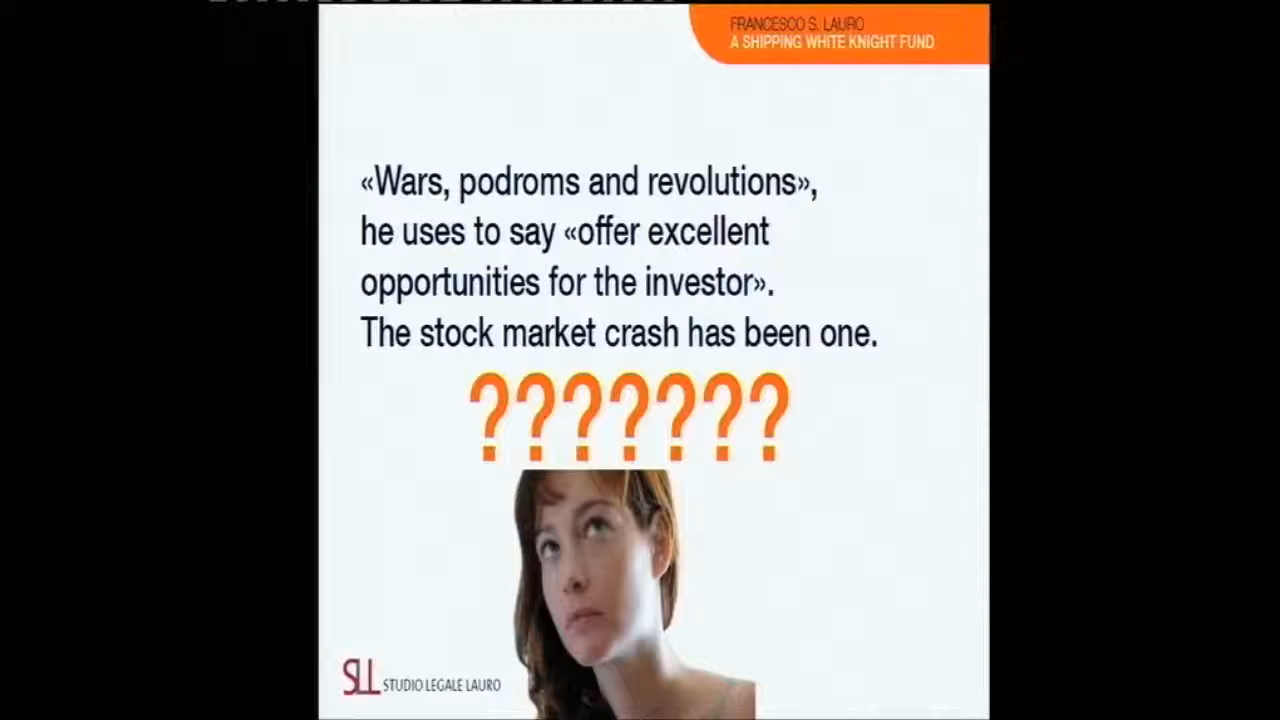 FRANCESCO S. LAURO
A SHIPPING WHITE KNIGHT FUND
«Wars, podroms and revolutions»,
he uses to say «offer excellent
opportunities for the investor».
The stock market crash has been one.
???????
SLL STUDIO LEGALE LAURO